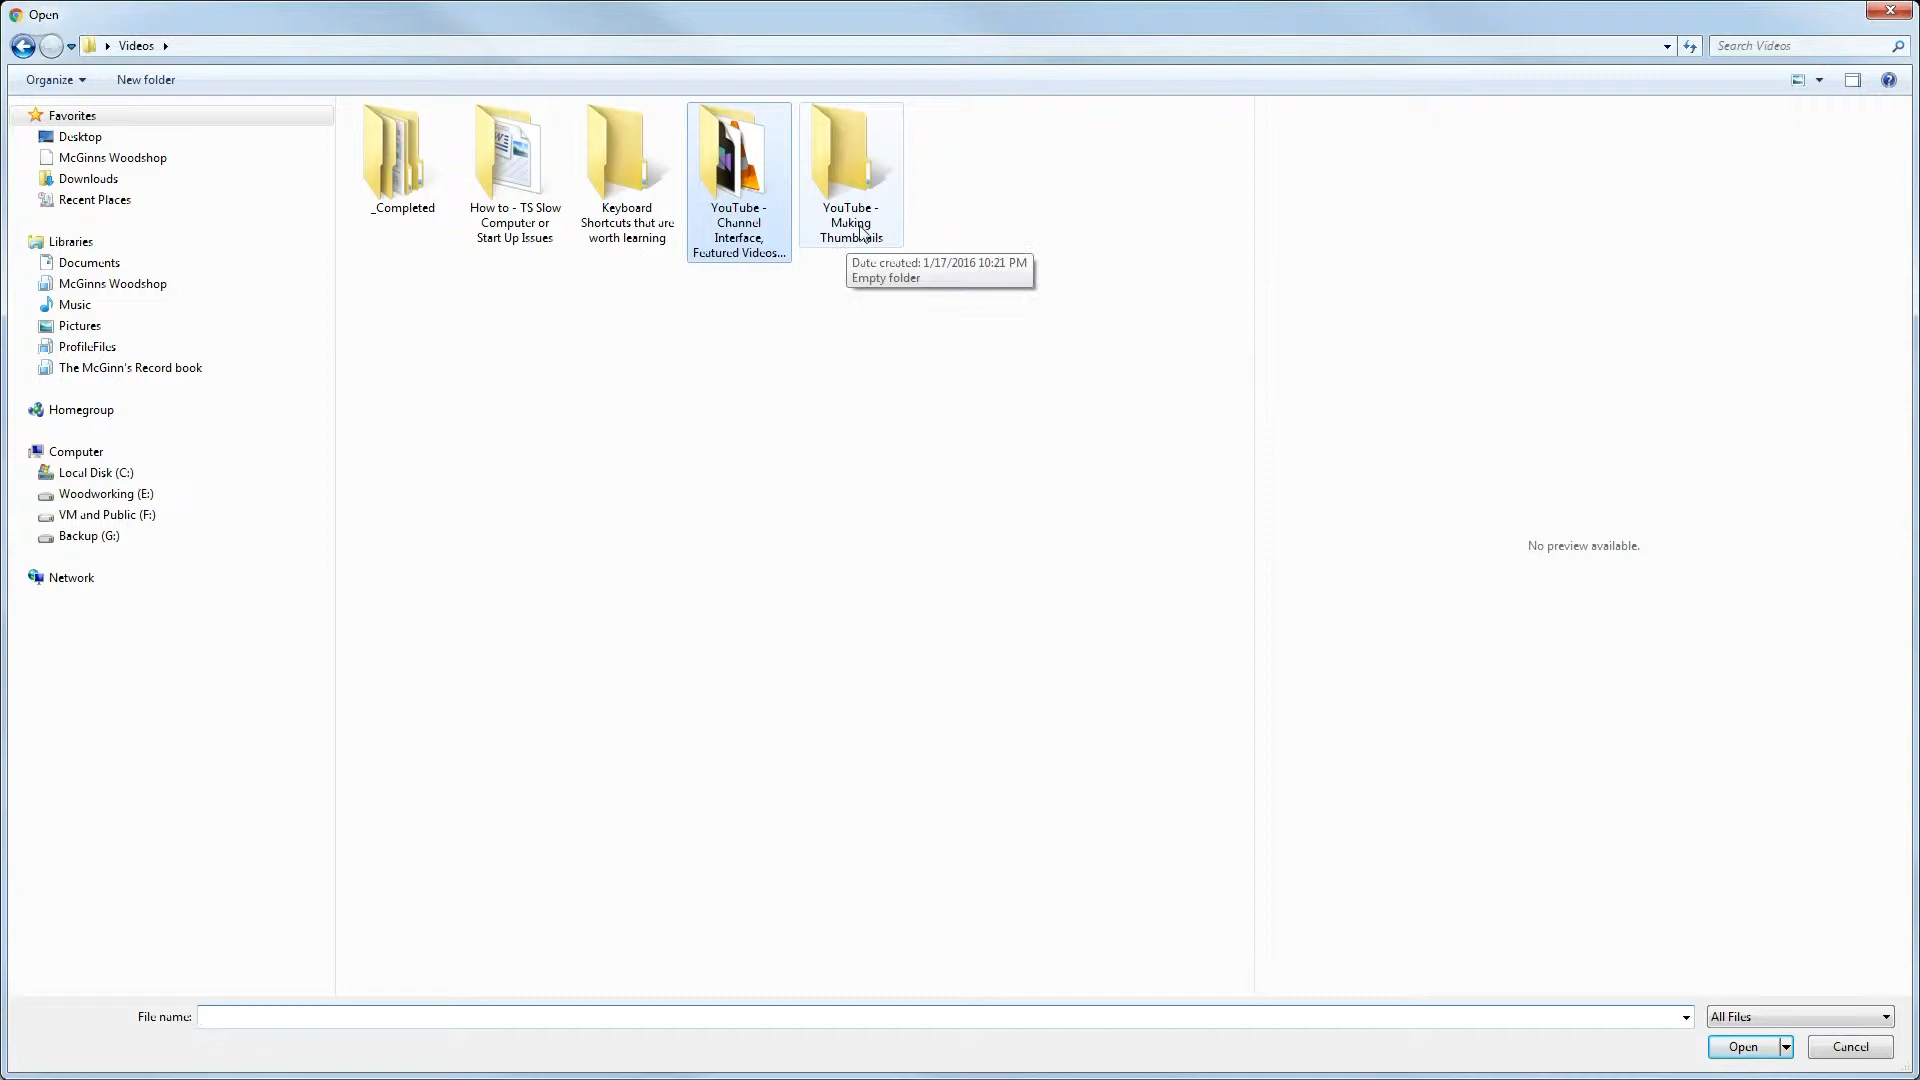 Open
Videos
Search Videos
Organize
New folder
Favorites
Desktop
McGinns Woodshop
Downloads
Recent Places
Libraries
Documents
McGinns Woodshop
Music
Pictures
ProfileFiles
The McGinn's Record book
Homegroup
Computer
Local Disk (C:)
Woodworking (E:)
VM and Public (F:)
Backup (G:)
Network
_Completed
How to - TS Slow
Computer or
Start Up Issues
Keyboard
Shortcuts that are
worth learning
YouTube -
Channel
Interface,
Featured Videos...
YouTube -
Making
Thumbnails
Date created: 1/17/2016 10:21 PM
Empty folder
No preview available.
File name:
All Files
Open
Cancel